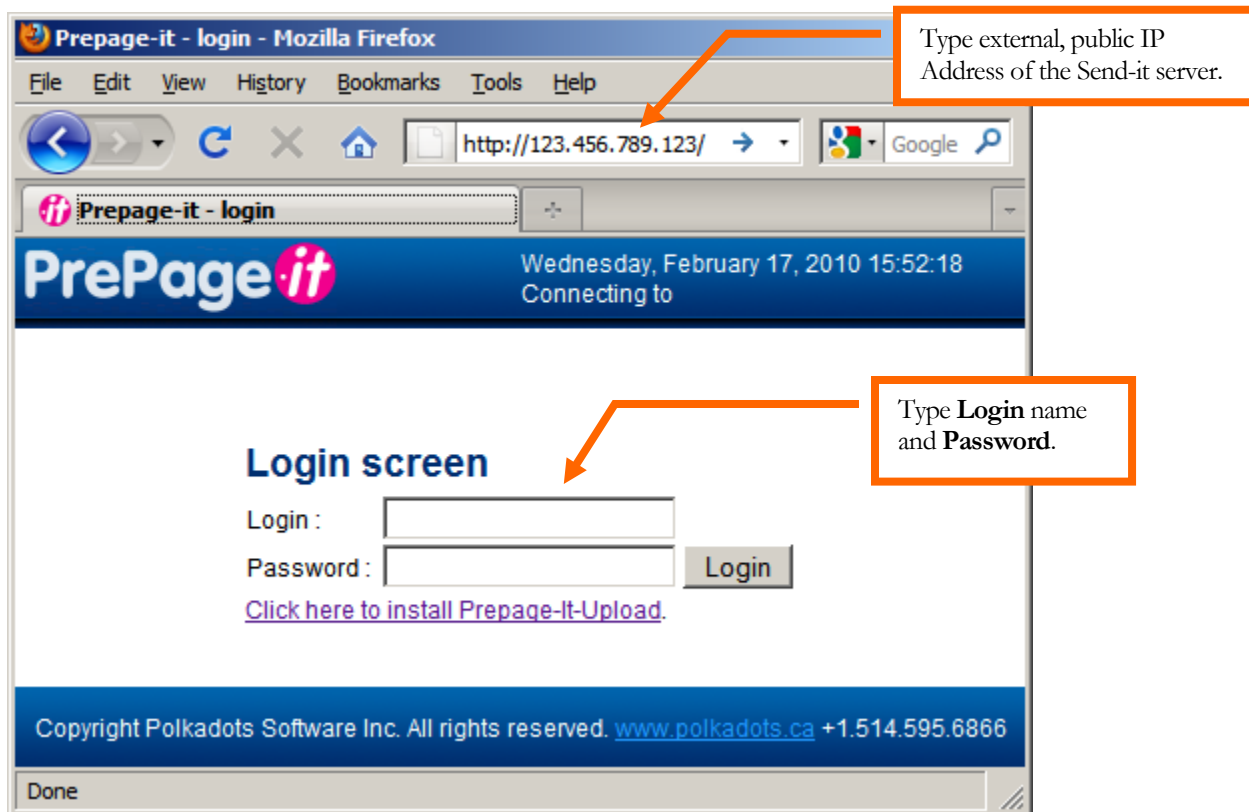 Prepage-it - login - Mozilla Firefox
Type external, public IP
Address of the Send-it server.
File Edit View History Bookmarks Tools Help
http://123.456.789.123/
Google
Prepage-it - login
PrePage·it
Wednesday, February 17, 2010 15:52:18
Connecting to
Type Login name
and Password.
Login screen
Login :
Password :
Login
Click here to install Prepage-It-Upload.
Copyright Polkadots Software Inc. All rights reserved. www.polkadots.ca +1.514.595.6866
Done